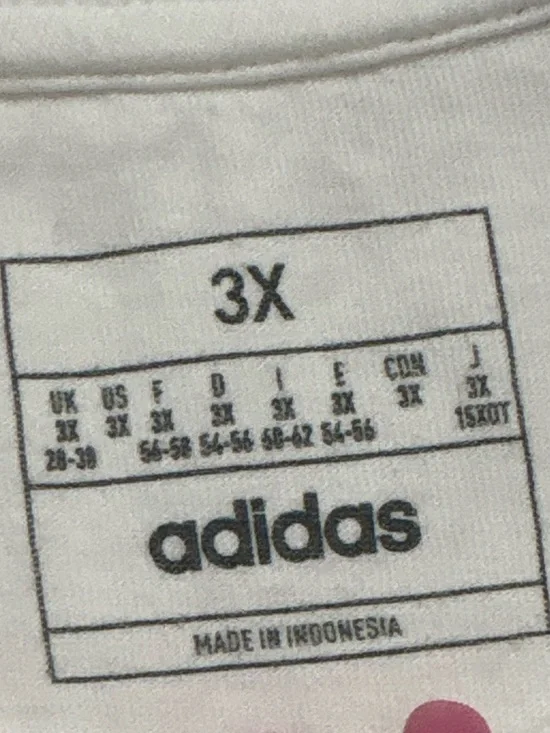 3X
UK US F D I E CDN J
3X 3X 3X 3X 3X 3X 3X 3X
28-30 56-58 54-56 60-62 54-56 15XOT
adidas
MADE IN INDONESIA